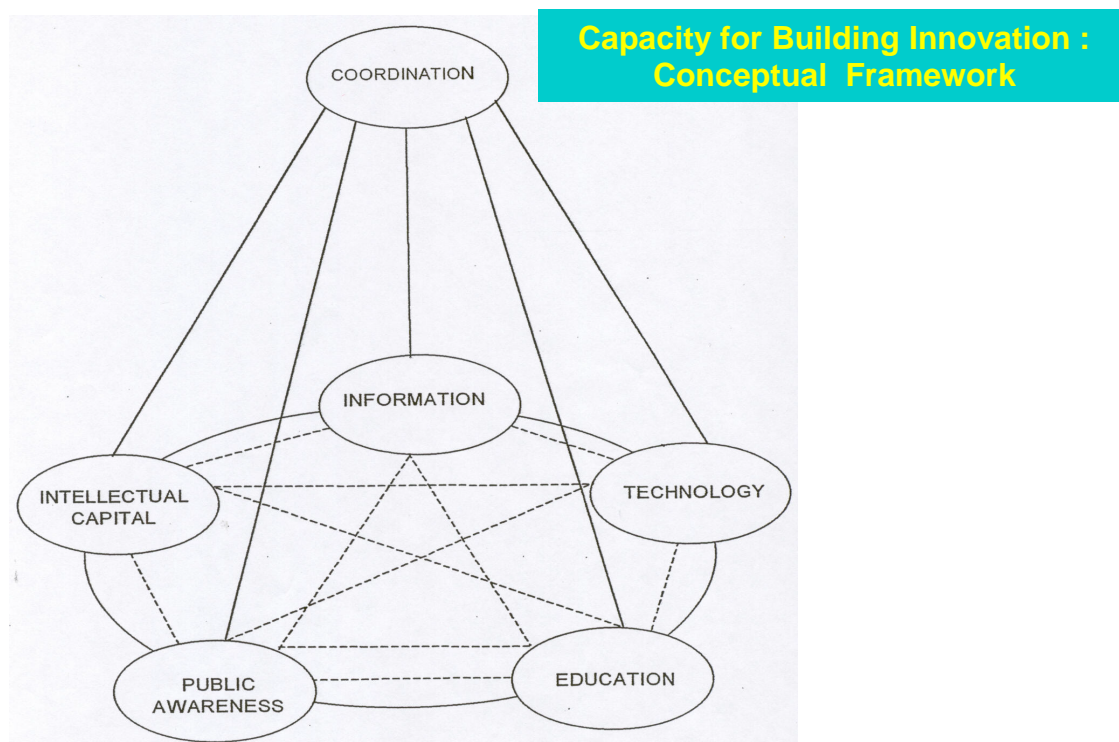 Capacity for Building Innovation :
Conceptual Framework
COORDINATION
INFORMATION
INTELLECTUAL
CAPITAL
TECHNOLOGY
PUBLIC
AWARENESS
EDUCATION